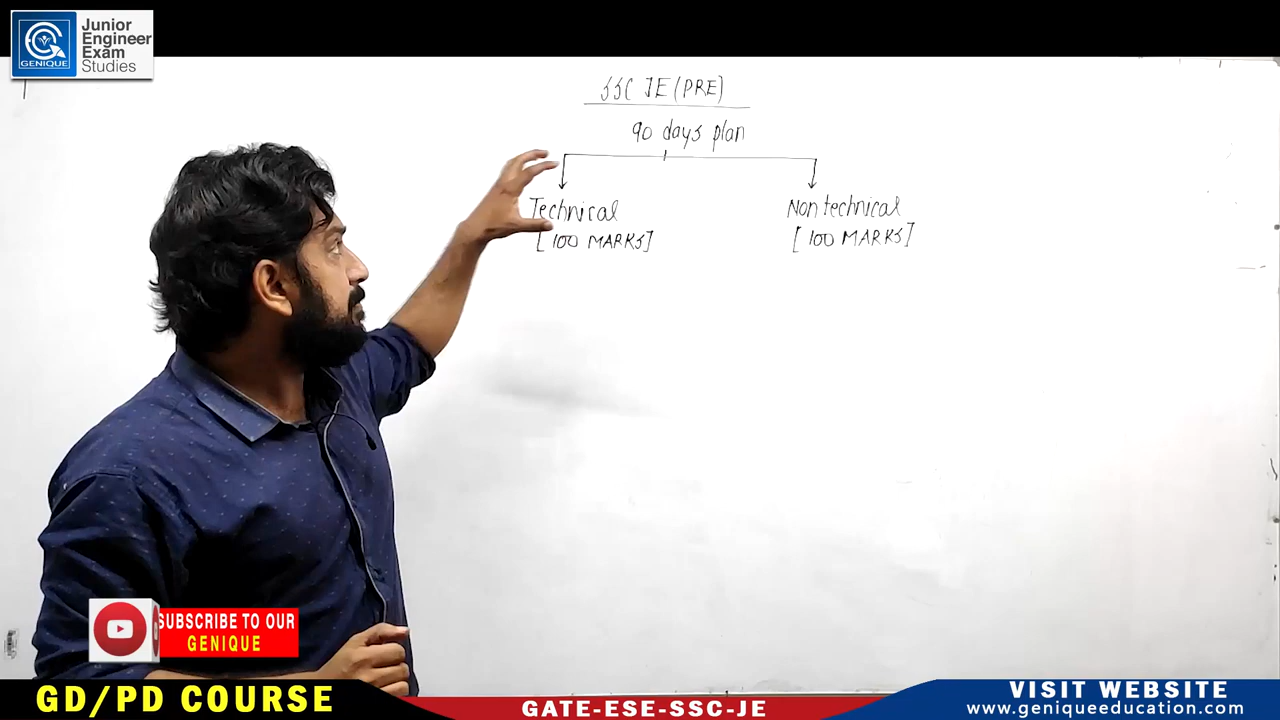 Junior
Engineer
Exam
Studies
GENIQUE
SSC JE (PRE)
90 days plan
Technical
[100 MARKS]
Non technical
[100 MARKS]
SUBSCRIBE TO OUR
GENIQUE
GD/PD COURSE
GATE-ESE-SSC-JE
VISIT WEBSITE
www.geniqueeducation.com